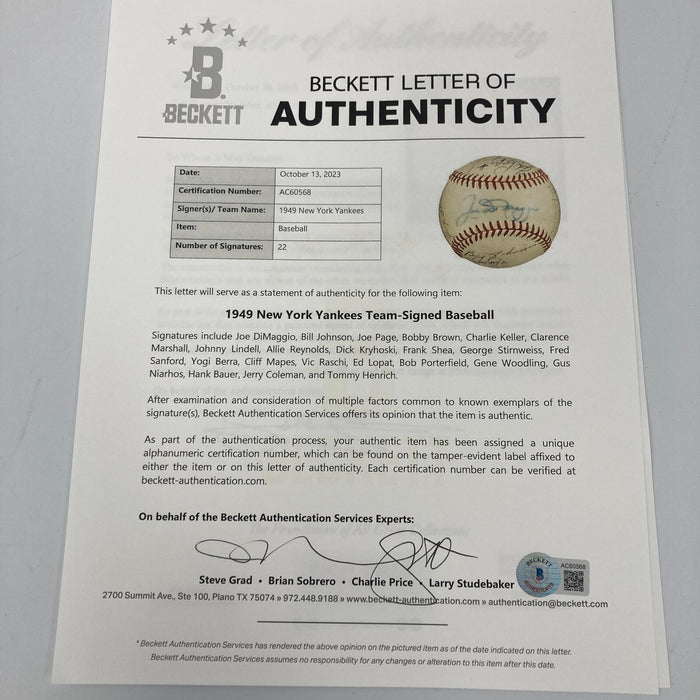 B.
BECKETT
BECKETT LETTER OF
AUTHENTICITY
Date: October 13, 2023
Certification Number: AC60568
Signer(s)/ Team Name: 1949 New York Yankees
Item: Baseball
Number of Signatures: 22
This letter will serve as a statement of authenticity for the following item:
1949 New York Yankees Team-Signed Baseball
Signatures include Joe DiMaggio, Bill Johnson, Joe Page, Bobby Brown, Charlie Keller, Clarence
Marshall, Johnny Lindell, Allie Reynolds, Dick Kryhoski, Frank Shea, George Stirnweiss, Fred
Sanford, Yogi Berra, Cliff Mapes, Vic Raschi, Ed Lopat, Bob Porterfield, Gene Woodling, Gus
Niarhos, Hank Bauer, Jerry Coleman, and Tommy Henrich.
After examination and consideration of multiple factors common to known exemplars of the
signature(s), Beckett Authentication Services offers its opinion that the item is authentic.
As part of the authentication process, your authentic item has been assigned a unique
alphanumeric certification number, which can be found on the tamper-evident label affixed to
either the item or on this letter of authenticity. Each certification number can be verified at
beckett-authentication.com.
On behalf of the Beckett Authentication Services Experts:
Steve Grad • Brian Sobrero • Charlie Price • Larry Studebaker
2700 Summit Ave., Ste 100, Plano TX 75074 » 972.448.9188 » www.beckett-authentication.com » authentication@beckett.com
BECKETT
B
AC60568
*Beckett Authentication Services has rendered the above opinion on the pictured item as of the date indicated on this letter.
Beckett Authentication Services assumes no responsibility for any changes or alteration to this item after this date.